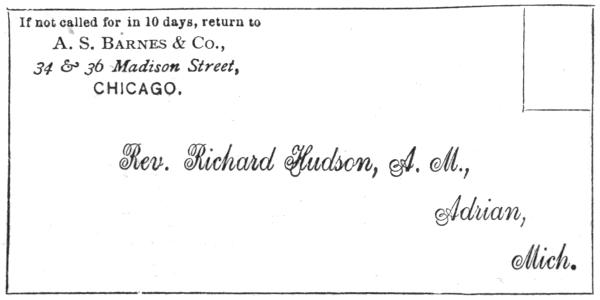 If not called for in 10 days, return to
A. S. BARNES & CO.,
34 & 36 Madison Street,
CHICAGO.
Rev. Richard Hudson, A. M.,
Adrian,
Mich.